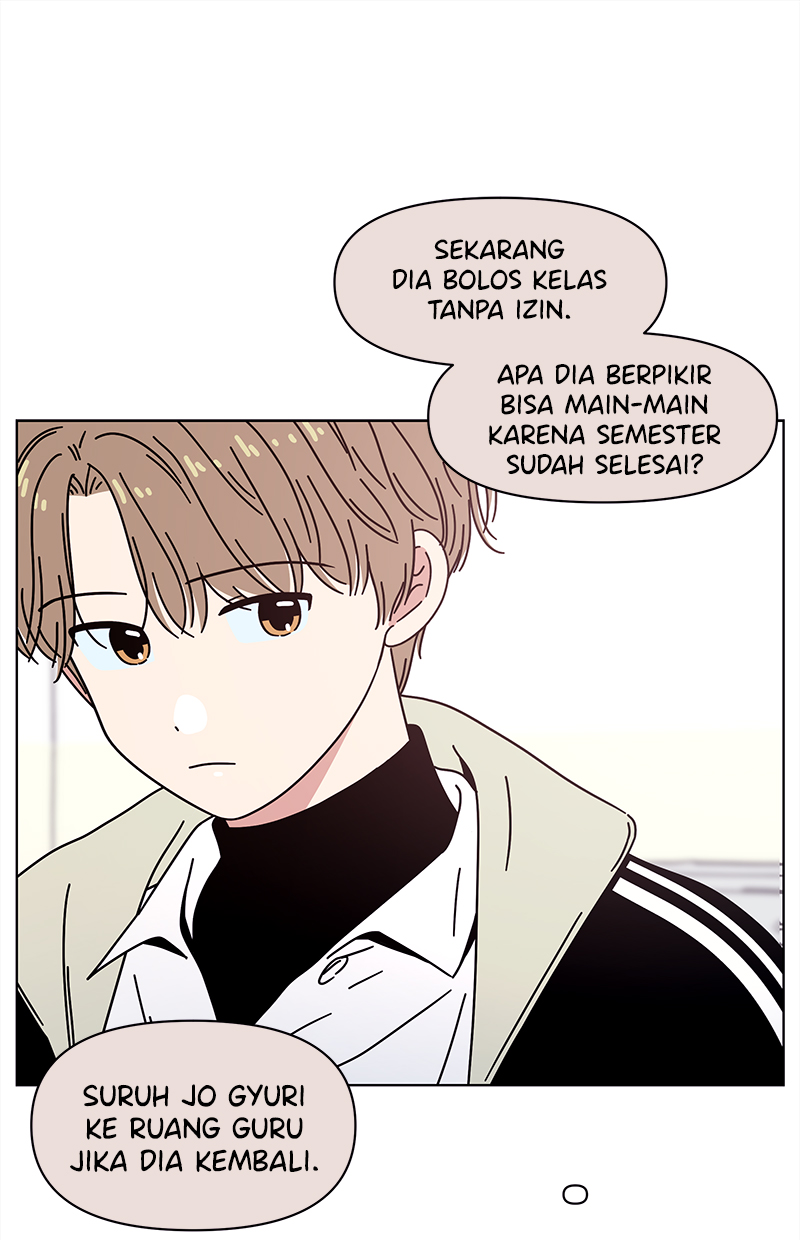 SEKARANG
DIA BOLOS KELAS
TANPA IZIN.
APA DIA BERPIKIR
BISA MAIN-MAIN
KARENA SEMESTER
SUDAH SELESAI?
SURUH JO GYURI
KE RUANG GURU
JIKA DIA KEMBALI.